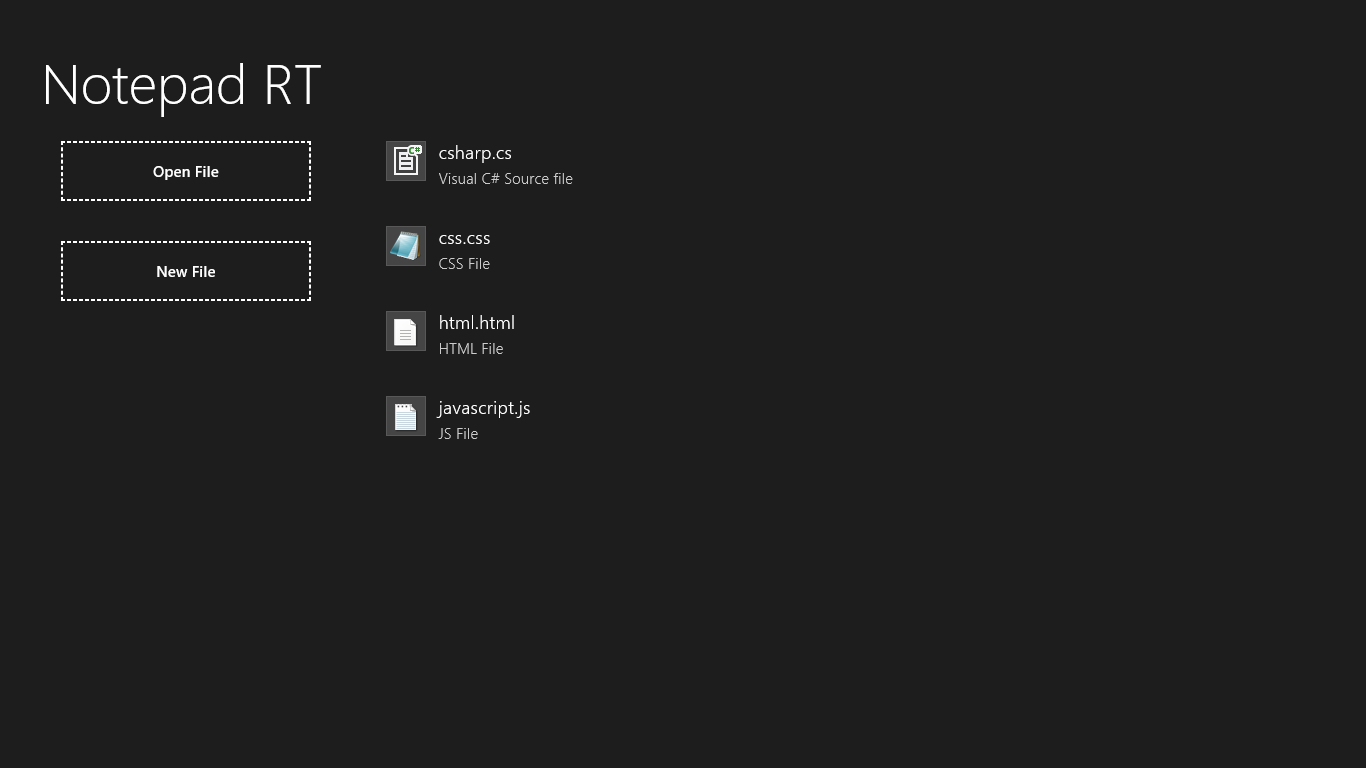 Notepad RT
Open File
New File
C#
csharp.cs
Visual C# Source file
css.css
CSS File
html.html
HTML File
javascript.js
JS File